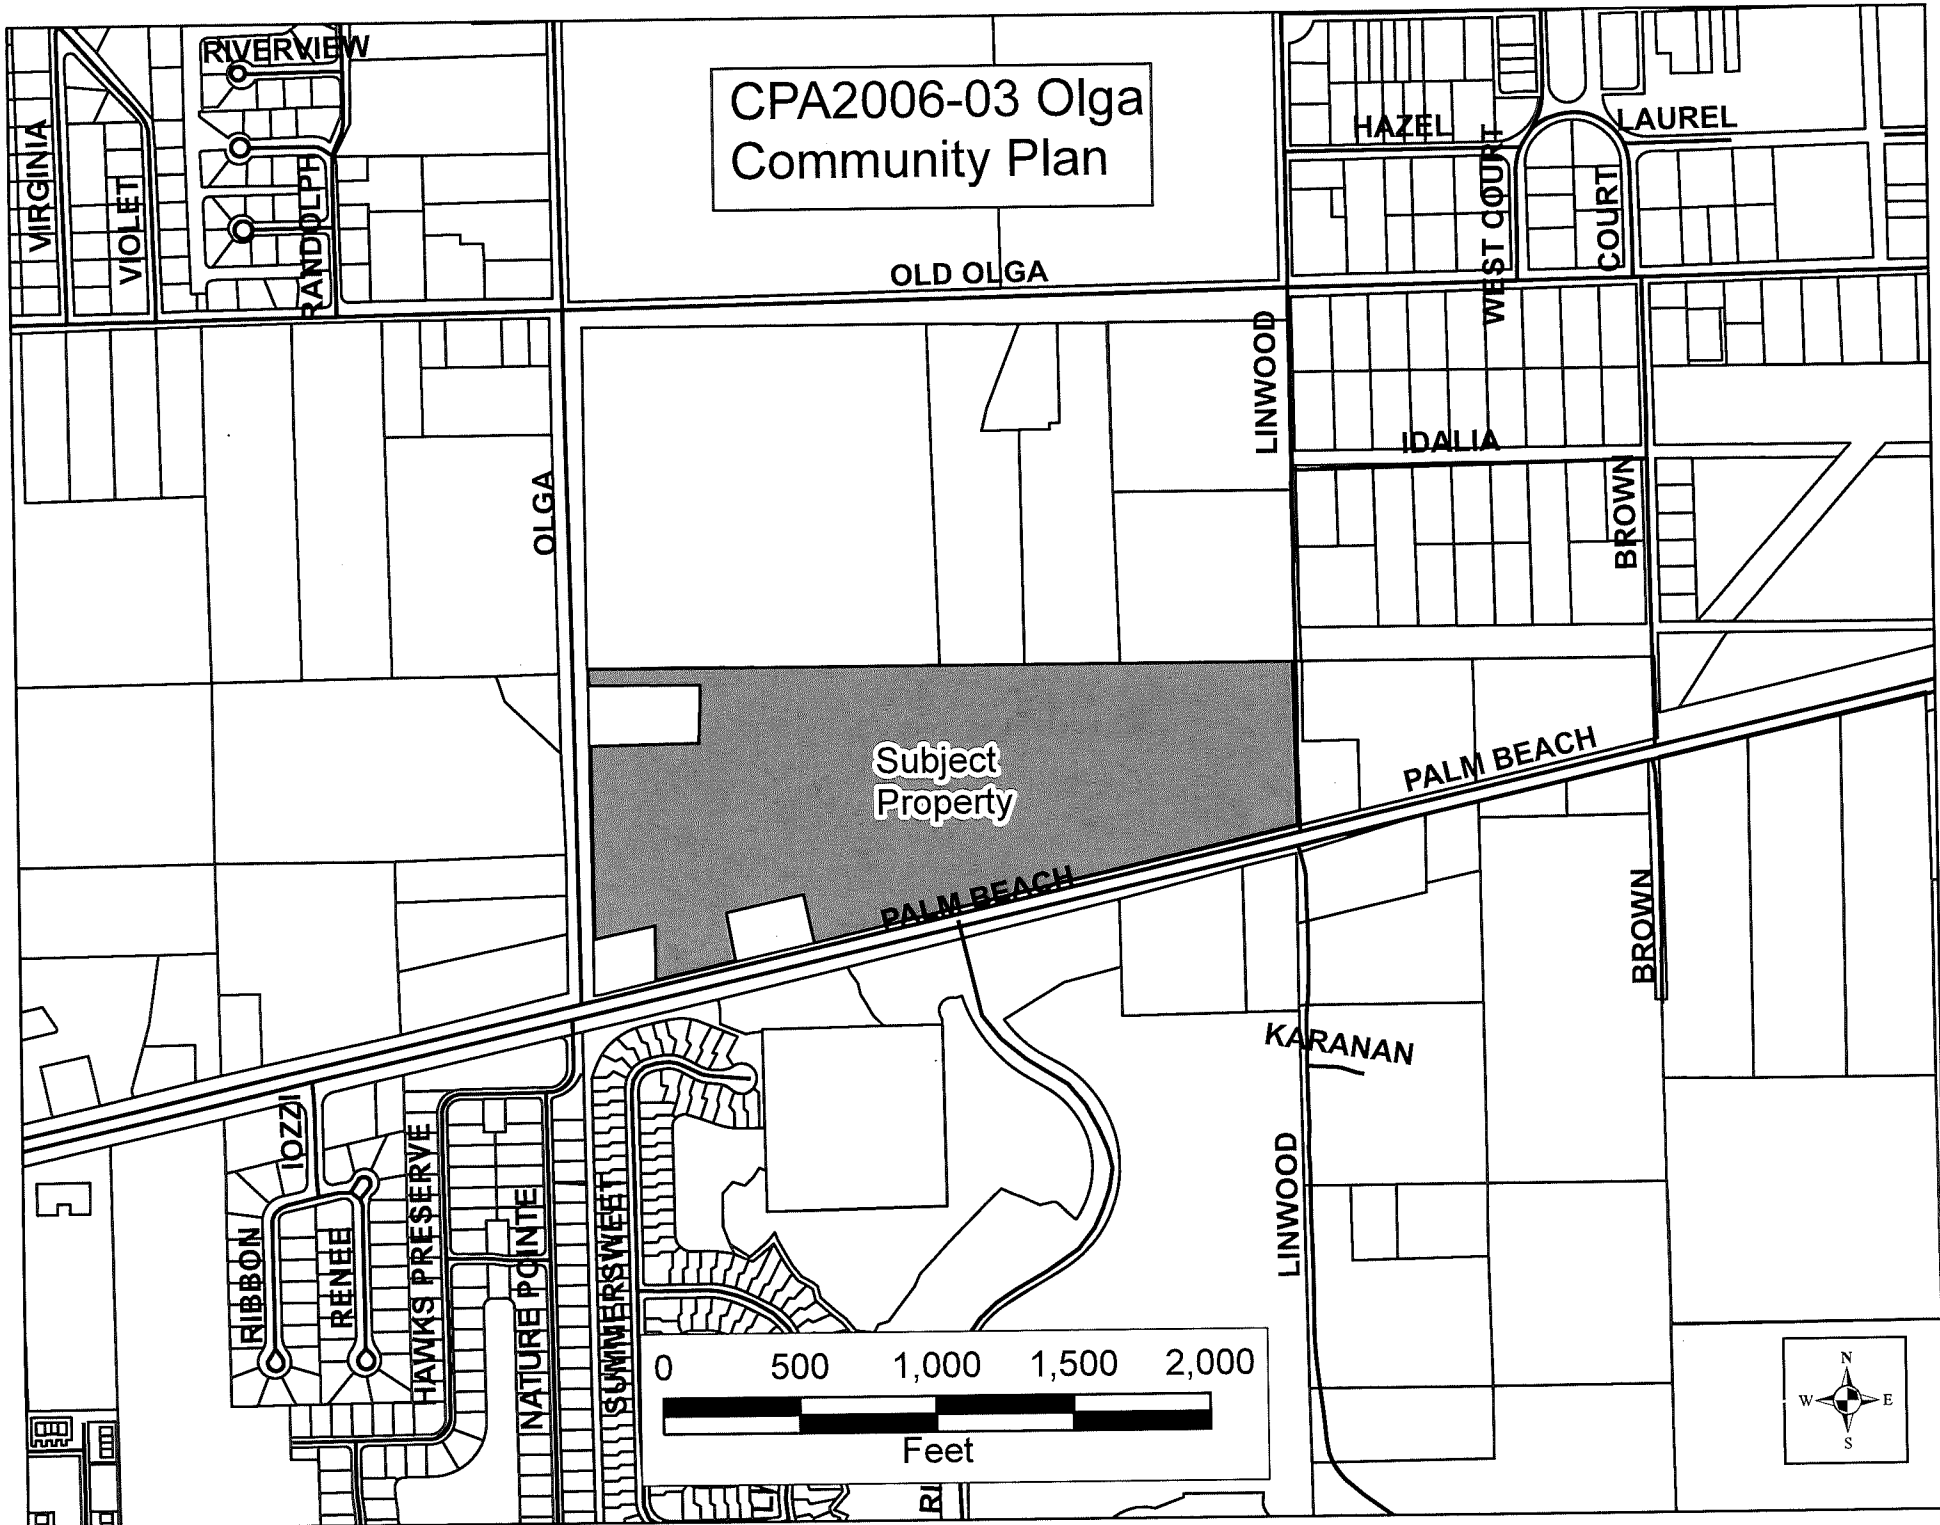 RIVERVIEW
CPA2006-03 Olga
Community Plan
HAZEL
LAUREL
VIRGINIA
VIOLET
RANDOLPH
WEST COURT
COURT
OLD OLGA
LINWOOD
IDALIA
OLGA
BROWN
Subject
Property
PALM BEACH
PALM BEACH
BROWN
KARANAN
IOZZI
LINWOOD
RIBBON
RENEE
HAWKS PRESERVE
NATURE POINTE
SUMMERSWEET
0 500 1,000 1,500 2,000
Feet
N
W E
S
RI